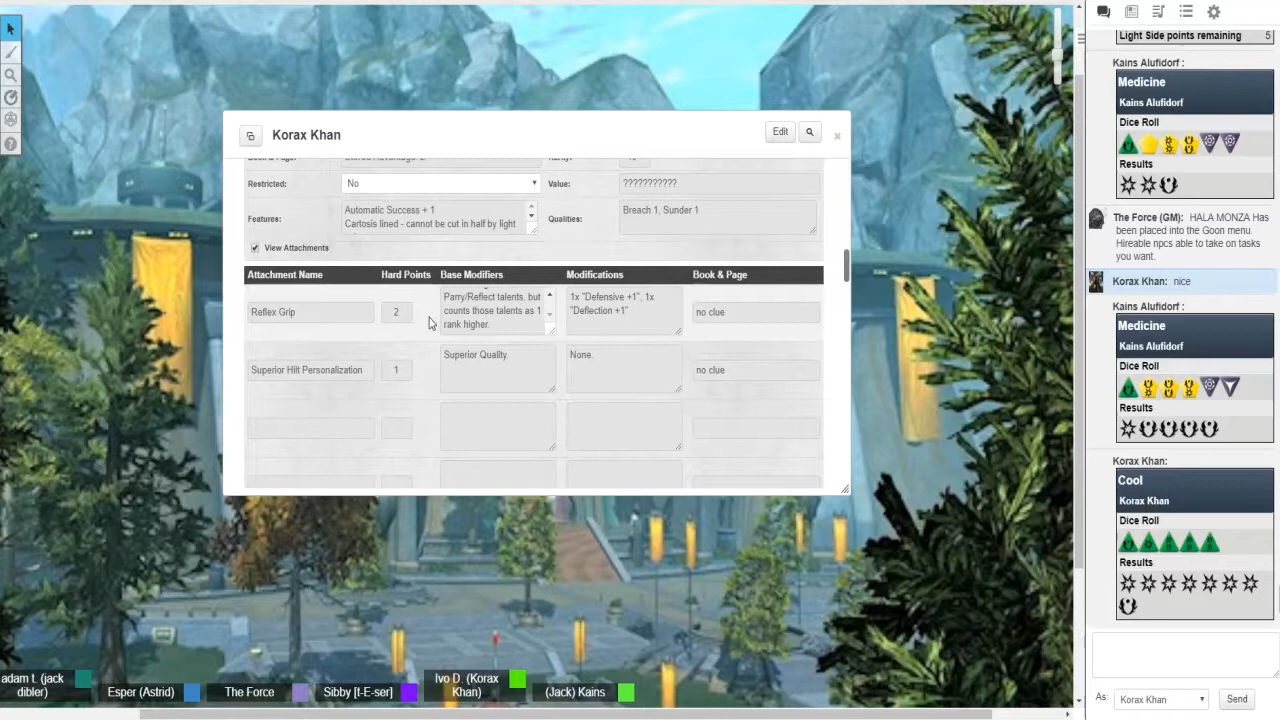 Korax Khan
Edit
Restricted:
No
Value:
???????????
Features:
Automatic Success + 1
Cartosis lined - cannot be cut in half by light
Qualities:
Breach 1, Sunder 1
View Attachments
Attachment Name
Hard Points
Base Modifiers
Modifications
Book & Page
Reflex Grip
2
Parry/Reflect talents, but
counts those talents as 1
rank higher.
1x "Defensive +1", 1x
"Deflection +1"
no clue
Superior Hilt Personalization
1
Superior Quality.
None.
no clue
adam t. (jack
dibler)
Esper (Astrid)
The Force
Sibby [t-E-ser]
Ivo D. (Korax
Khan)
(Jack) Kains
Light Side points remaining 5
Kains Alufidorf :
Medicine
Kains Alufidorf
Dice Roll
Results
The Force (GM): HALA MONZA Has
been placed into the Goon menu.
Hireable npcs able to take on tasks
you want.
Korax Khan: nice
Kains Alufidorf :
Medicine
Kains Alufidorf
Dice Roll
Results
Korax Khan:
Cool
Korax Khan
Dice Roll
Results
As:
Korax Khan
Send